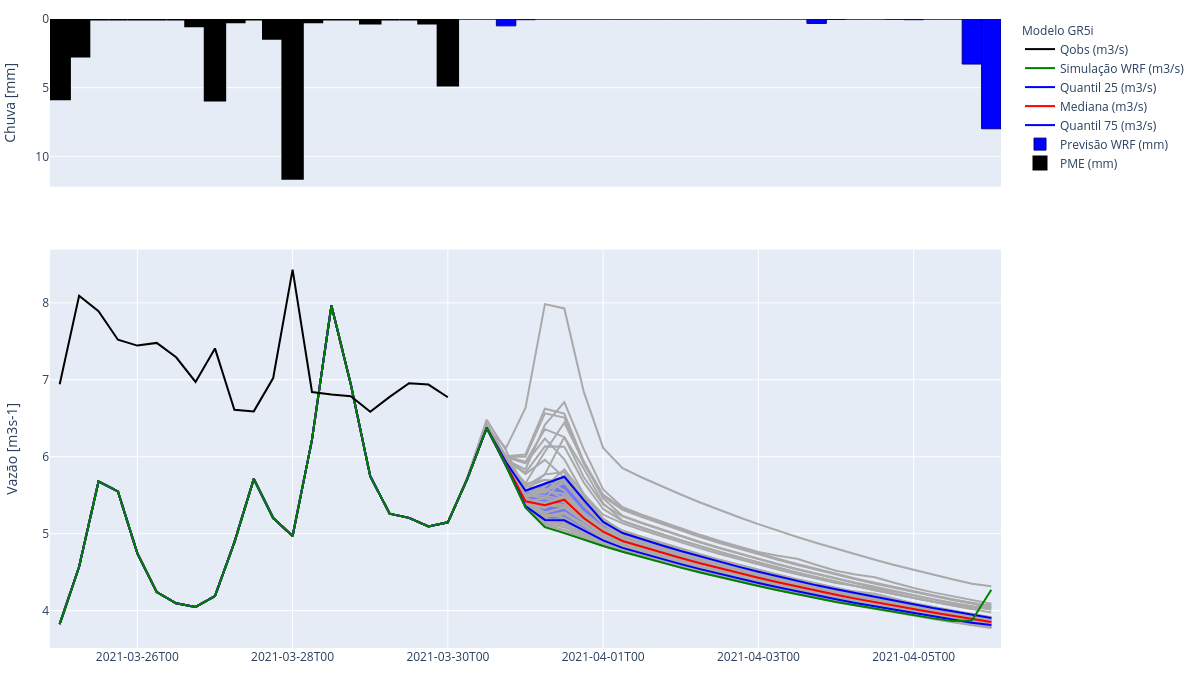 0
5
10
Chuva [mm]
Modelo GR5i
Qobs (m3/s)
Simulação WRF (m3/s)
Quantil 25 (m3/s)
Mediana (m3/s)
Quantil 75 (m3/s)
Previsão WRF (mm)
PME (mm)
8
7
6
5
4
Vazão [m3s-1]
2021-03-26T00
2021-03-28T00
2021-03-30T00
2021-04-01T00
2021-04-03T00
2021-04-05T00